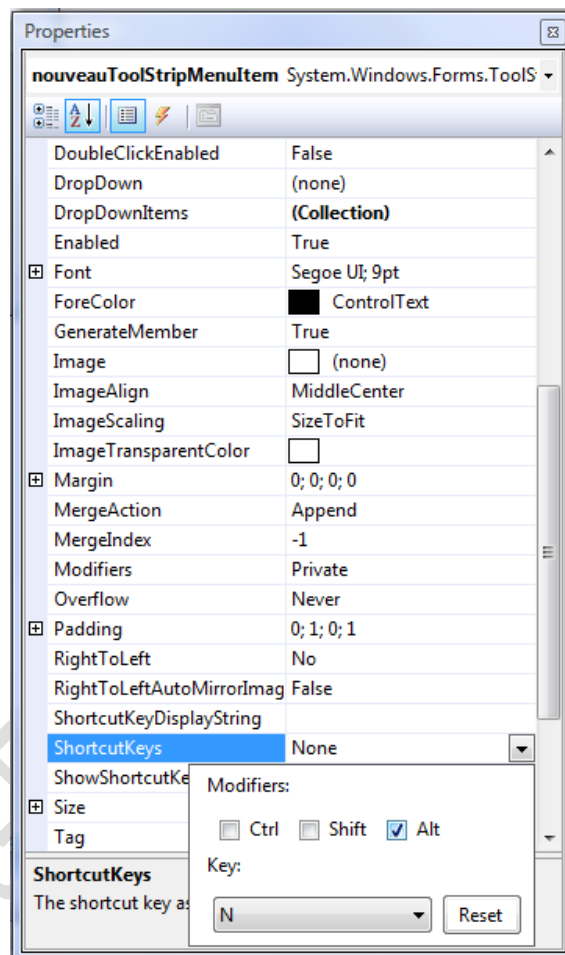 Properties
nouveauToolStripMenuItem System.Windows.Forms.ToolS
DoubleClickEnabled False
DropDown (none)
DropDownItems (Collection)
Enabled True
Font Segoe UI; 9pt
ForeColor ControlText
GenerateMember True
Image (none)
ImageAlign MiddleCenter
ImageScaling SizeToFit
ImageTransparentColor
Margin 0; 0; 0; 0
MergeAction Append
MergeIndex -1
Modifiers Private
Overflow Never
Padding 0; 1; 0; 1
RightToLeft No
RightToLeftAutoMirrorImag False
ShortcutKeyDisplayString
ShortcutKeys None
ShowShortcutKe
Size
Tag
Modifiers:
Ctrl Shift Alt
Key:
N Reset
ShortcutKeys
The shortcut key as